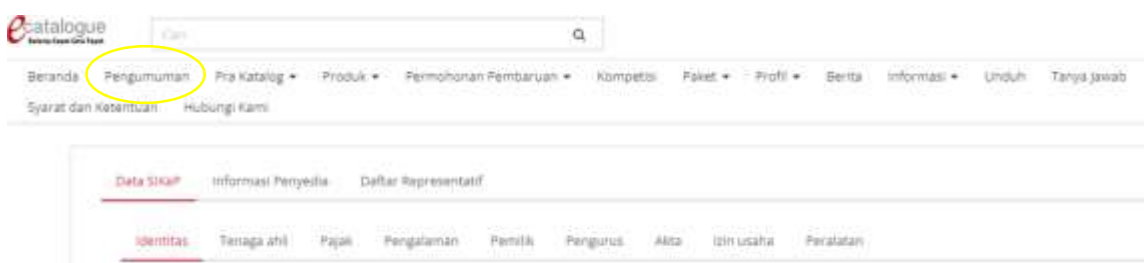 ecatalogue
Cari
Beranda Pengumuman Pra Katalog Produk Permohonan Pembaruan Kompetisi Paket Profil Berita Informasi Unduh Tanya Jawab
Syarat dan Ketentuan Hubungi Kami
Data SIKaP Informasi Penyedia Daftar Representatif
Identitas Tenaga ahli Pajak Pengalaman Pemilik Pengurus Akta Izin usaha Peralatan